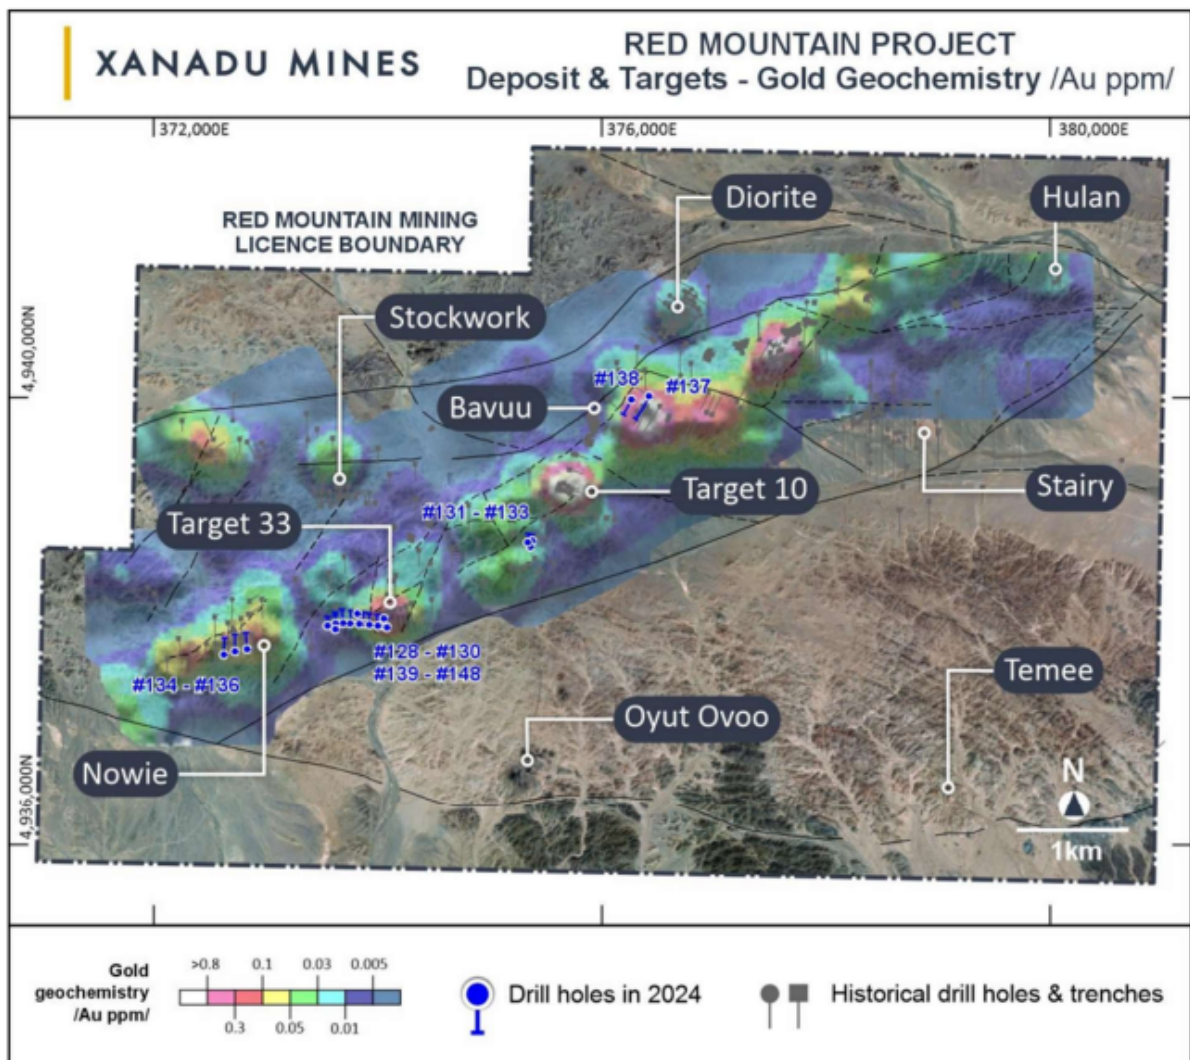 XANADU MINES
RED MOUNTAIN PROJECT
Deposit & Targets - Gold Geochemistry /Au ppm/
372,000E
376,000E
380,000E
4,940,000N
4,936,000N
RED MOUNTAIN MINING
LICENCE BOUNDARY
Diorite
Hulan
Stockwork
#138
#137
Bavuu
Target 10
Stairy
#131 - #133
Target 33
#128 - #130
#139 - #148
#134 - #136
Temee
Oyut Ovoo
Nowie
N
1km
Gold
geochemistry
/Au ppm/
>0.8
0.1
0.03
0.005
0.3
0.05
0.01
Drill holes in 2024
Historical drill holes & trenches